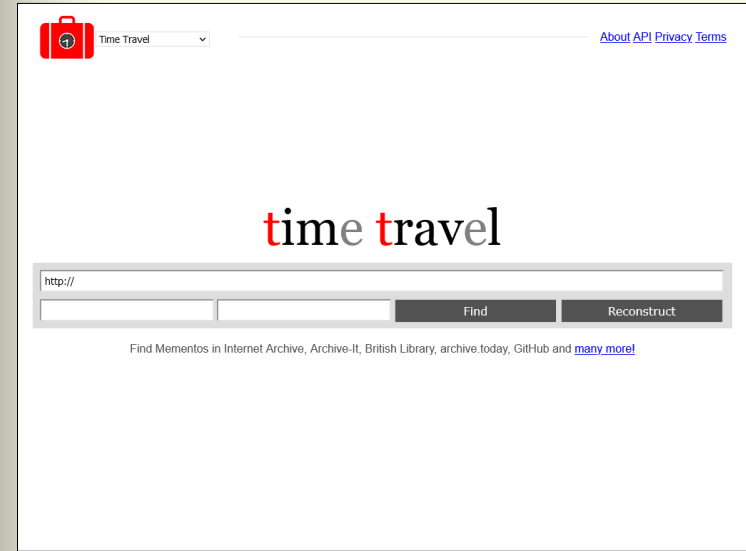 Time Travel
About API Privacy Terms
time travel
http://
Find
Reconstruct
Find Mementos in Internet Archive, Archive-It, British Library, archive.today, GitHub and many more!